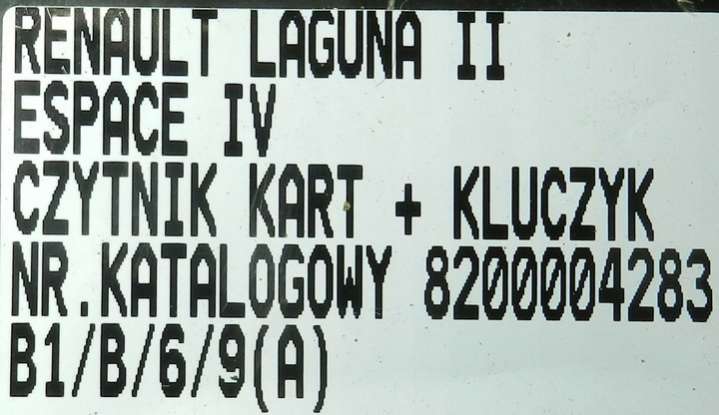 RENAULT LAGUNA II
ESPACE IV
CZYTNIK KART + KLUCZYK
NR.KATALOGOWY 8200004283
B1/B/6/9(A)